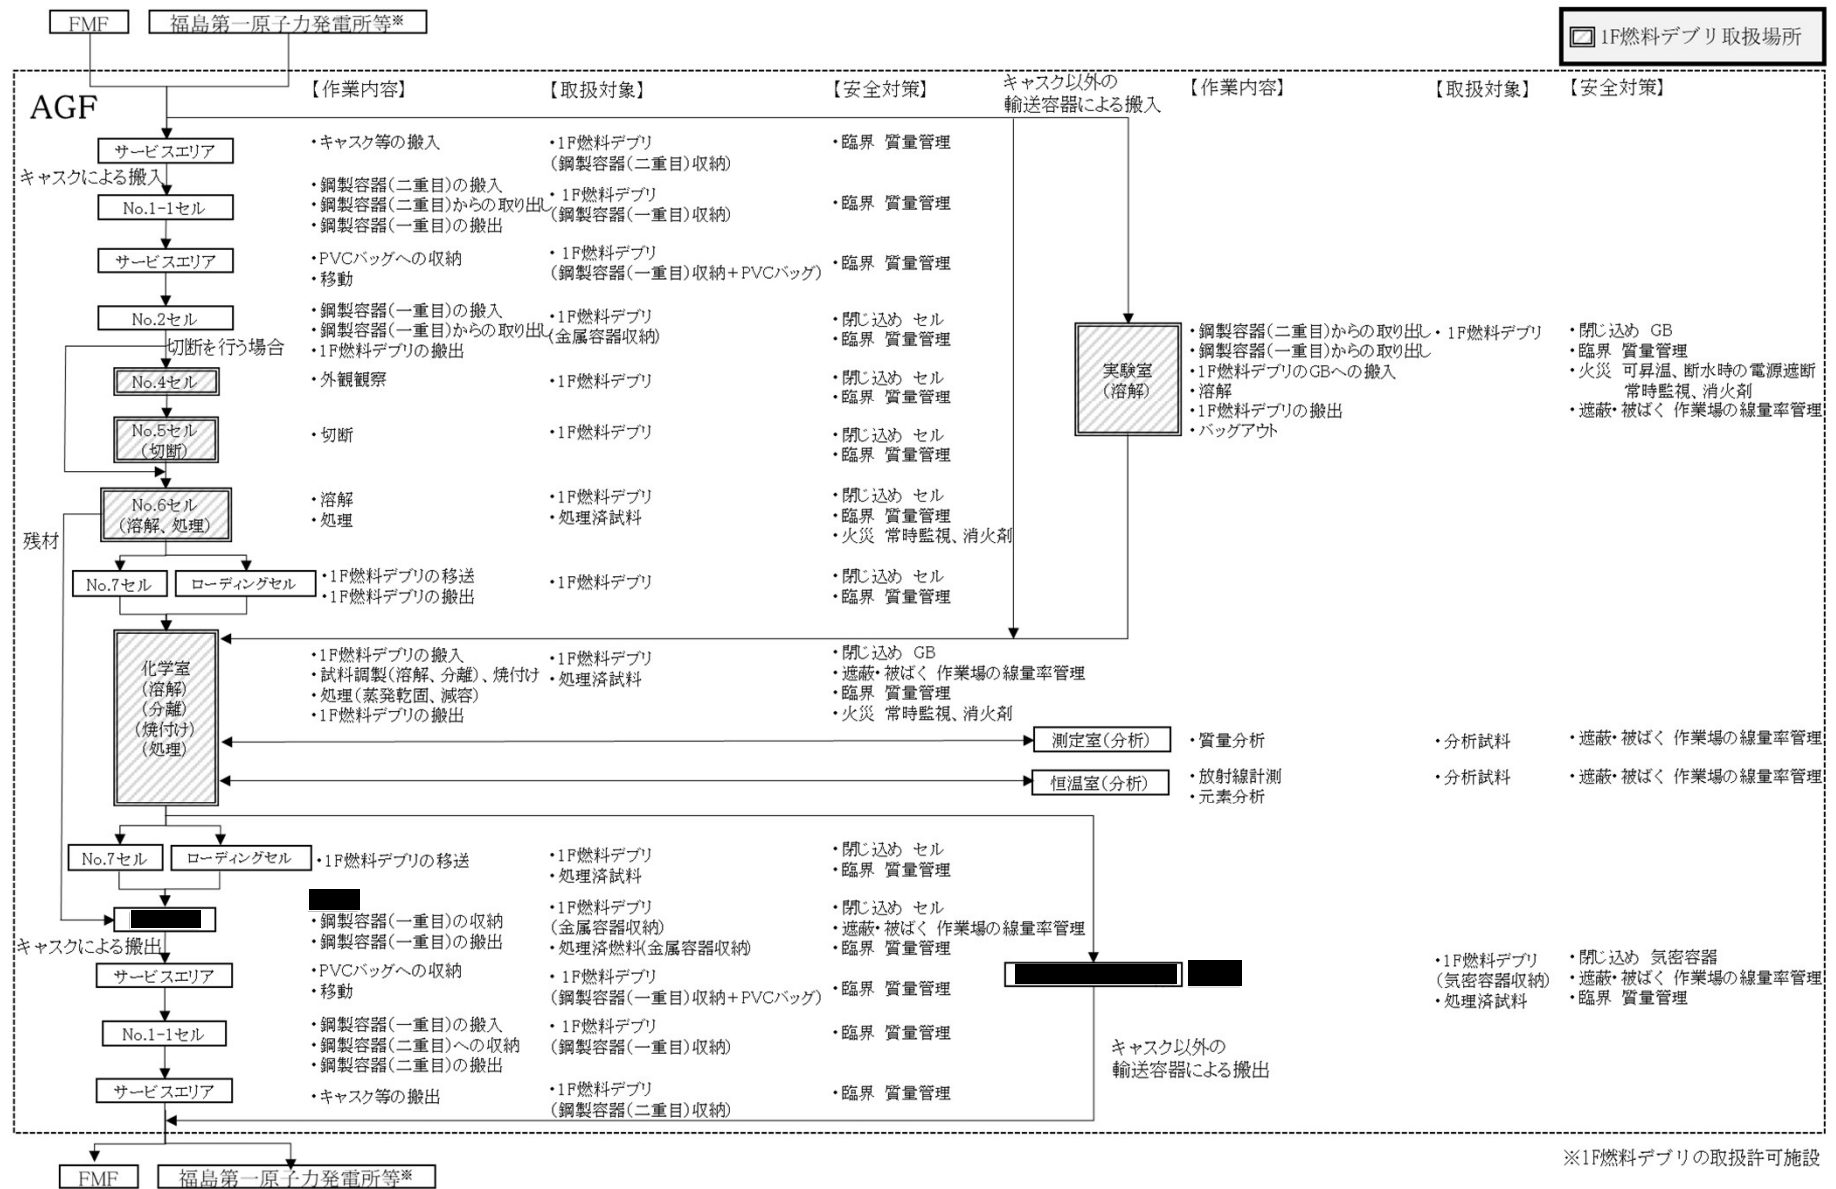 FMF
福島第一原子力発電所等※
1F燃料デブリ取扱場所
AGF
【作業内容】
【取扱対象】
【安全対策】
キャスク以外の
輸送容器による搬入
【作業内容】
【取扱対象】
【安全対策】
サービスエリア
・キャスク等の搬入
・1F燃料デブリ
(鋼製容器(二重目)収納)
・臨界 質量管理
キャスクによる搬入
No.1-1セル
・鋼製容器(二重目)の搬入
・鋼製容器(二重目)からの取り出し
・鋼製容器(一重目)の搬出
・1F燃料デブリ
(鋼製容器(一重目)収納)
・臨界 質量管理
サービスエリア
・PVCバッグへの収納
・移動
・1F燃料デブリ
(鋼製容器(一重目)収納+PVCバッグ)
・臨界 質量管理
No.2セル
・鋼製容器(一重目)の搬入
・鋼製容器(一重目)からの取り出し
・1F燃料デブリの搬出
・1F燃料デブリ
(金属容器収納)
・閉じ込め セル
・臨界 質量管理
切断を行う場合
No.4セル
・外観観察
・1F燃料デブリ
・閉じ込め セル
・臨界 質量管理
No.5セル
(切断)
・切断
・1F燃料デブリ
・閉じ込め セル
・臨界 質量管理
実験室
(溶解)
・鋼製容器(二重目)からの取り出し
・鋼製容器(一重目)からの取り出し
・1F燃料デブリのGBへの搬入
・溶解
・1F燃料デブリの搬出
・バッグアウト
・1F燃料デブリ
・閉じ込め GB
・臨界 質量管理
・火災 可昇温、断水時の電源遮断
常時監視、消火剤
・遮蔽・被ばく 作業場の線量率管理
No.6セル
(溶解、処理)
・溶解
・処理
・1F燃料デブリ
・処理済試料
・閉じ込め セル
・臨界 質量管理
・火災 常時監視、消火剤
残材
No.7セル
ローディングセル
・1F燃料デブリの移送
・1F燃料デブリの搬出
・1F燃料デブリ
・閉じ込め セル
・臨界 質量管理
化学室
(溶解)
(分離)
(焼付け)
(処理)
・1F燃料デブリの搬入
・試料調製(溶解、分離)、焼付け
・処理(蒸発乾固、減容)
・1F燃料デブリの搬出
・1F燃料デブリ
・処理済試料
・閉じ込め GB
・遮蔽・被ばく 作業場の線量率管理
・臨界 質量管理
・火災 常時監視、消火剤
測定室(分析)
・質量分析
・分析試料
・遮蔽・被ばく 作業場の線量率管理
恒温室(分析)
・放射線計測
・元素分析
・分析試料
・遮蔽・被ばく 作業場の線量率管理
No.7セル
ローディングセル
・1F燃料デブリの移送
・1F燃料デブリ
・処理済試料
・閉じ込め セル
・臨界 質量管理
・鋼製容器(一重目)の収納
・鋼製容器(一重目)の搬出
・1F燃料デブリ
(金属容器収納)
・処理済燃料(金属容器収納)
・閉じ込め セル
・遮蔽・被ばく 作業場の線量率管理
・臨界 質量管理
キャスクによる搬出
サービスエリア
・PVCバッグへの収納
・移動
・1F燃料デブリ
(鋼製容器(一重目)収納+PVCバッグ)
・臨界 質量管理
・1F燃料デブリ
(気密容器収納)
・処理済試料
・閉じ込め 気密容器
・遮蔽・被ばく 作業場の線量率管理
・臨界 質量管理
No.1-1セル
・鋼製容器(一重目)の搬入
・鋼製容器(二重目)への収納
・鋼製容器(二重目)の搬出
・1F燃料デブリ
(鋼製容器(一重目)収納)
・臨界 質量管理
キャスク以外の
輸送容器による搬出
サービスエリア
・キャスク等の搬出
・1F燃料デブリ
(鋼製容器(二重目)収納)
・臨界 質量管理
FMF
福島第一原子力発電所等※
※1F燃料デブリの取扱許可施設